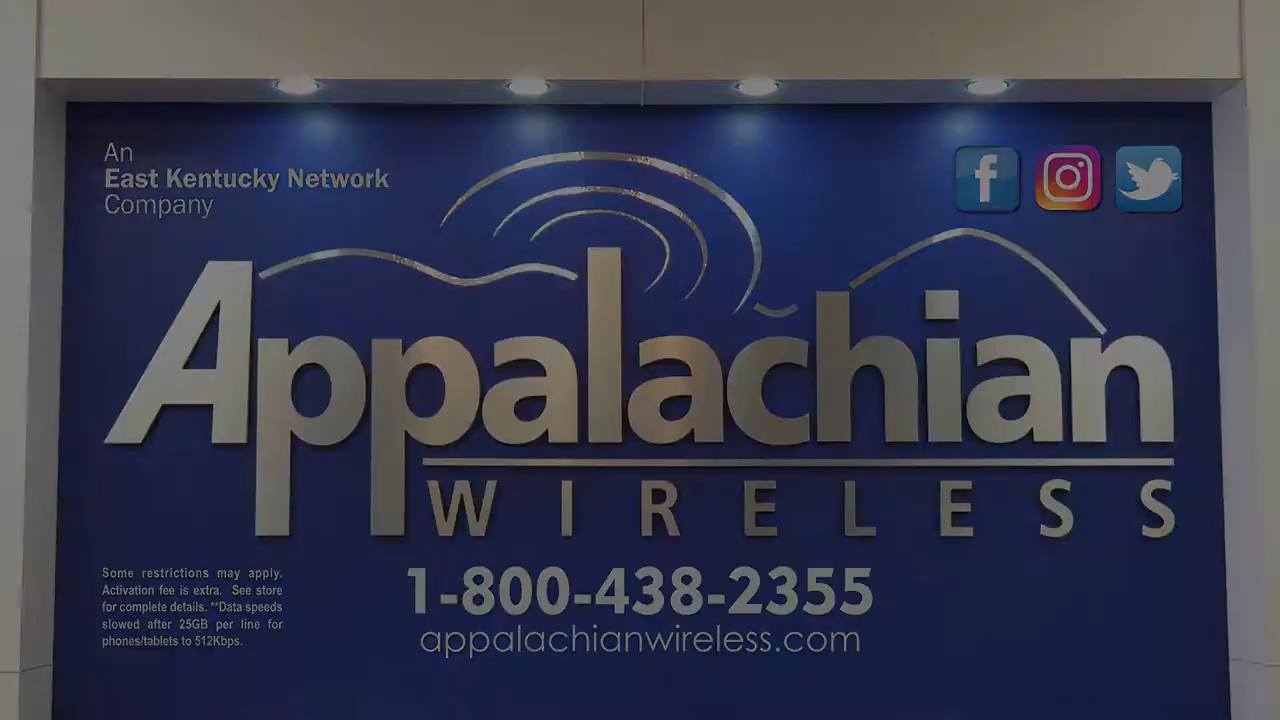 An
East Kentucky Network
Company
Appalachian
WIRELESS
1-800-438-2355
appalachianwireless.com
Some restrictions may apply.
Activation fee is extra. See store
for complete details. **Data speeds
slowed after 25GB per line for
phones/tablets to 512Kbps.